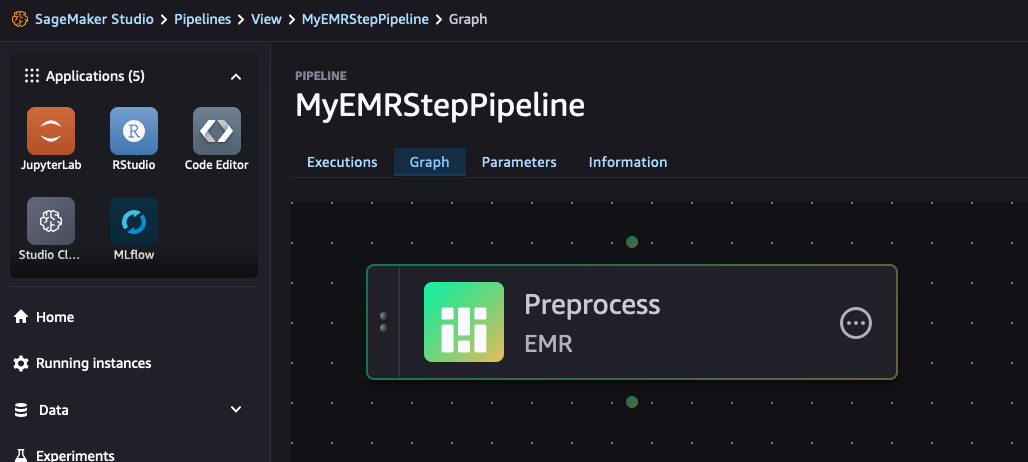 SageMaker Studio > Pipelines > View > MyEMRStepPipeline > Graph
Applications (5)
JupyterLab
R
RStudio
Code Editor
Studio Cl...
MLflow
Home
Running instances
Data
Experiments
PIPELINE
MyEMRStepPipeline
Executions Graph Parameters Information
Preprocess
EMR